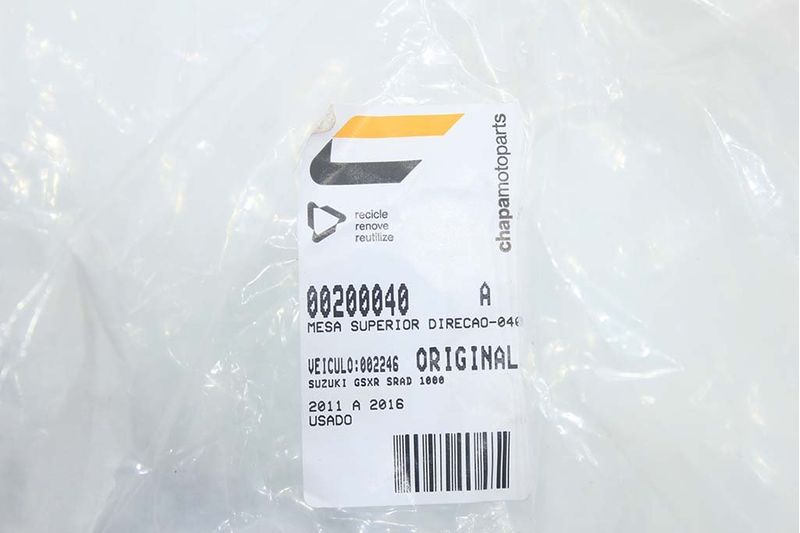 chapamotoparts
recicle
renove
reutilize
00200040 A
MESA SUPERIOR DIRECAO-040
VEICULO:002246 ORIGINAL
SUZUKI GSXR SRAD 1000
2011 A 2016
USADO